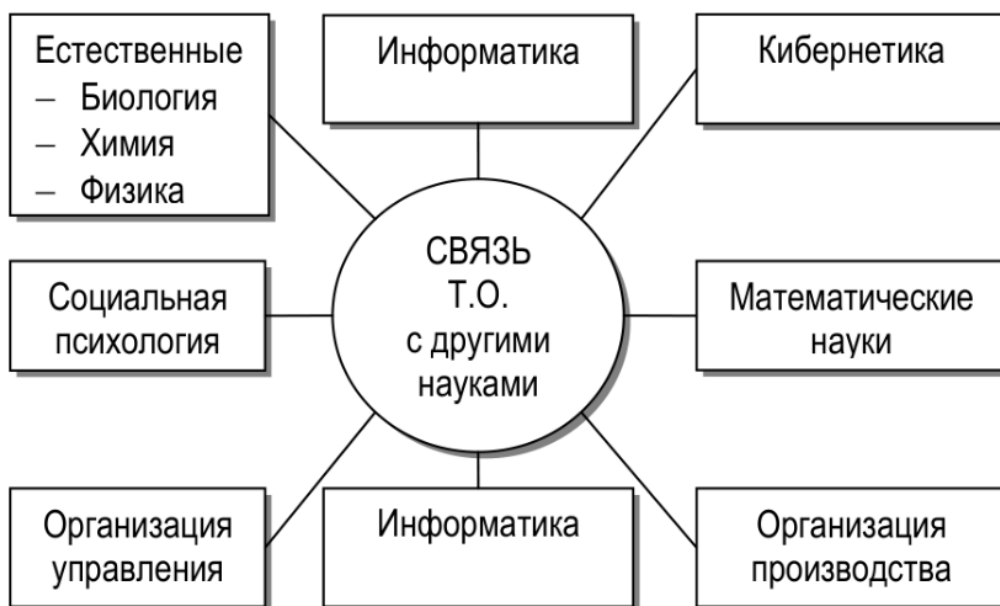 Естественные
– Биология
– Химия
– Физика
Информатика
Кибернетика
Социальная
психология
СВЯЗЬ
Т.О.
с другими
науками
Математические
науки
Организация
управления
Информатика
Организация
производства